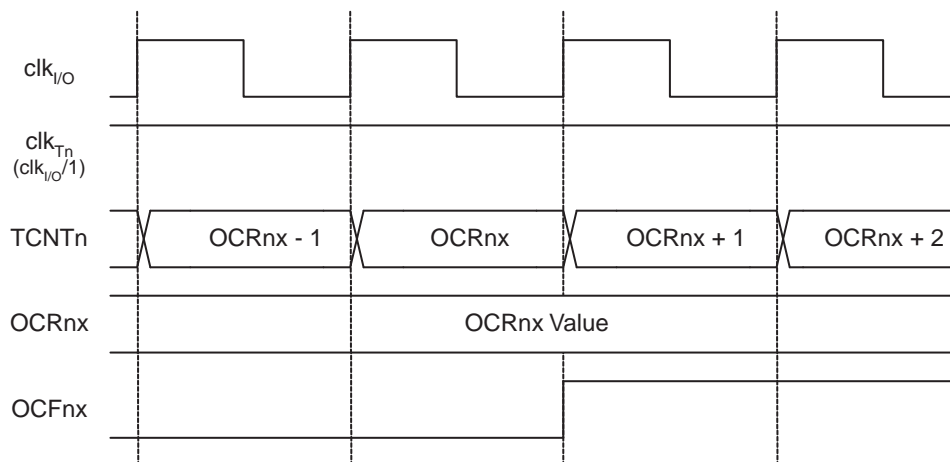 clkI/O
clkTn
(clkI/O/1)
TCNTn
OCRnx - 1
OCRnx
OCRnx + 1
OCRnx + 2
OCRnx
OCRnx Value
OCFnx